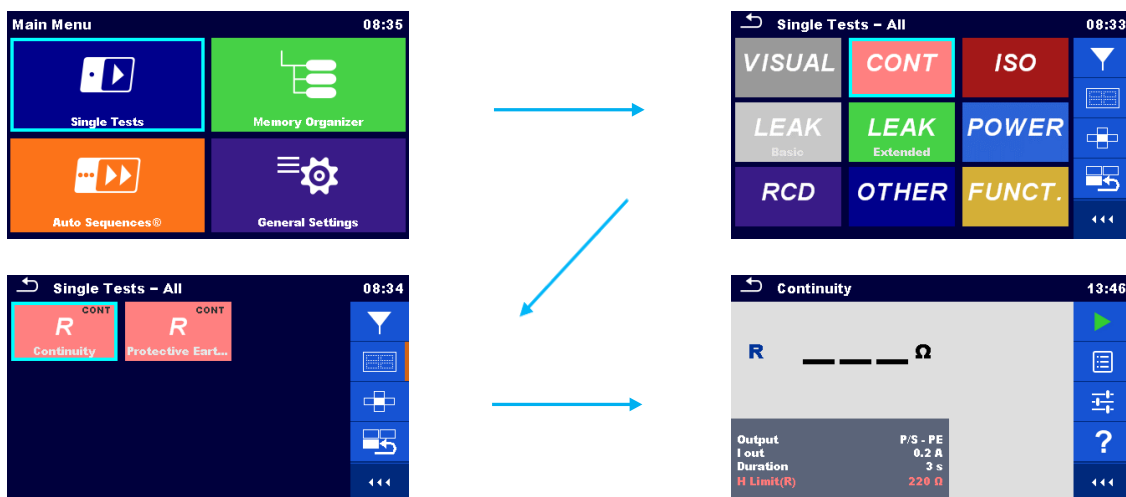 Main Menu 08:35
Single Tests Memory Organizer
Auto Sequences® General Settings
Single Tests – All 08:33
VISUAL CONT ISO
LEAK LEAK POWER
Basic Extended
RCD OTHER FUNCT.
Single Tests – All 08:34
CONT CONT
R R
Continuity Protective Eart...
Continuity 13:46
R _ _ _ Ω
?
Output P/S - PE
I out 0.2 A
Duration 3 s
H Limit(R) 220 Ω